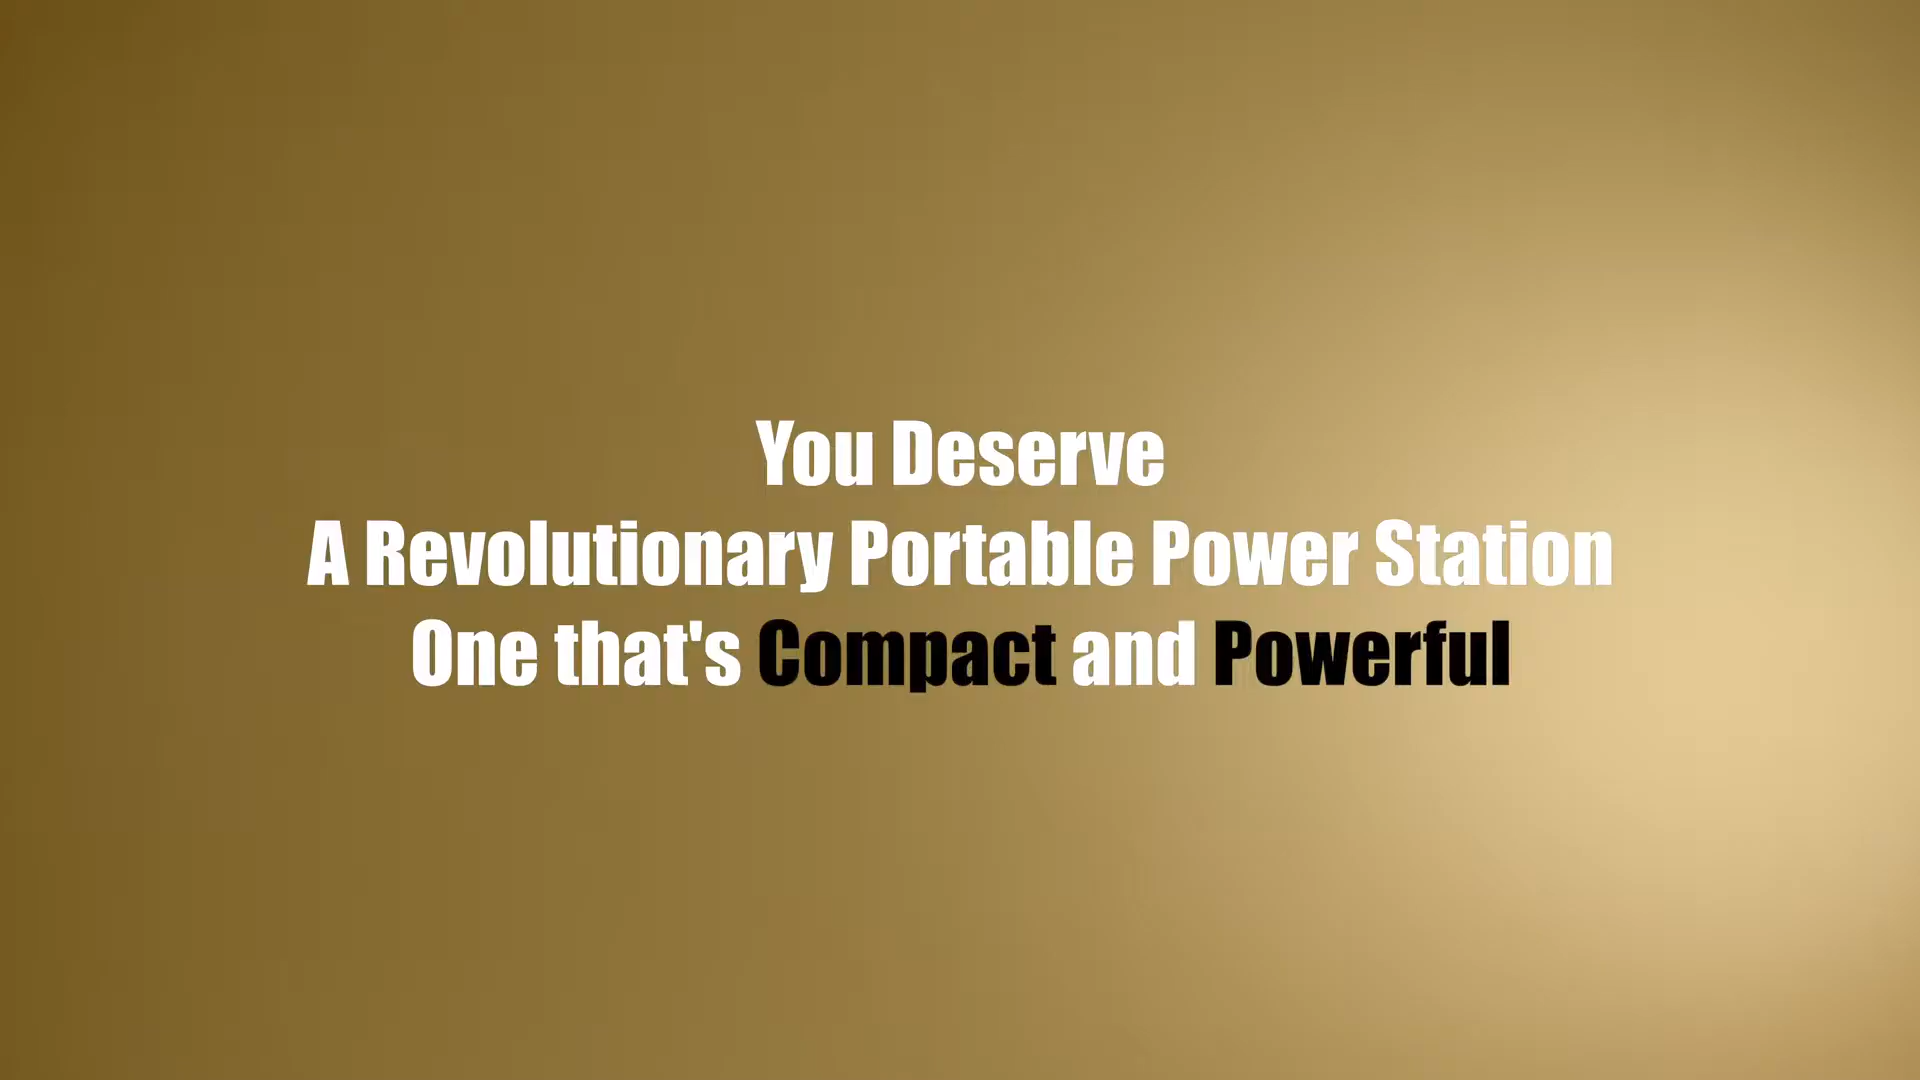 You Deserve
A Revolutionary Portable Power Station
One that's Compact and Powerful